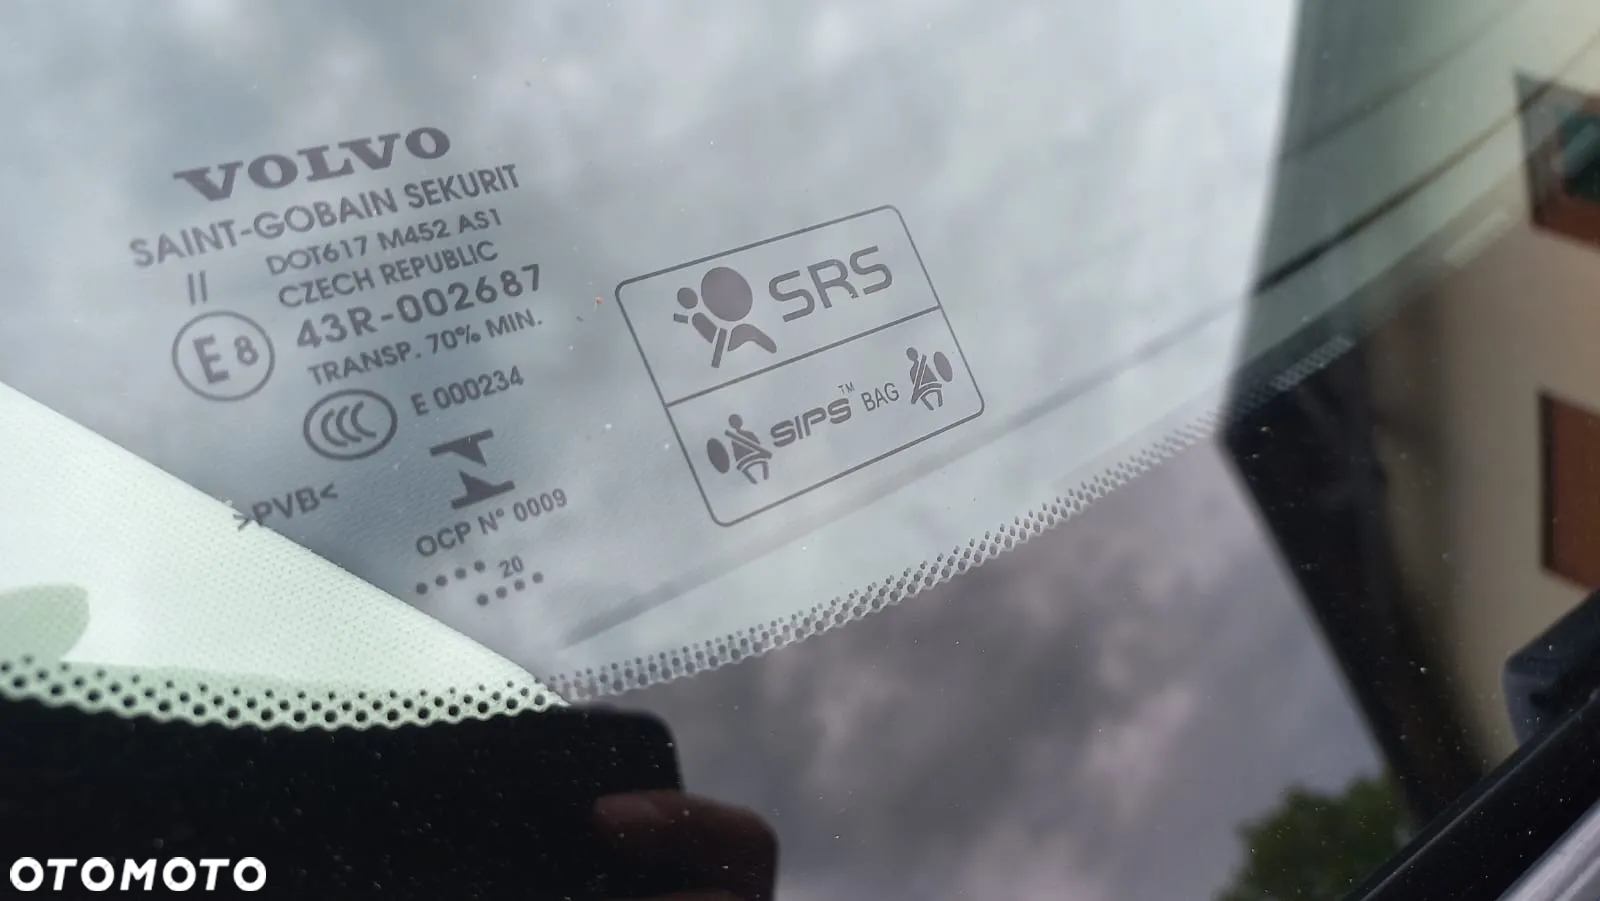 VOLVO
SAINT-GOBAIN SEKURIT
II
DOT617 M452 AS1
CZECH REPUBLIC
E8
43R-002687
TRANSP. 70% MIN.
CCC
E 000234
>PVB<
OCP N° 0009
.... 20 ....
SRS
SIPS™ BAG
OTOMOTO